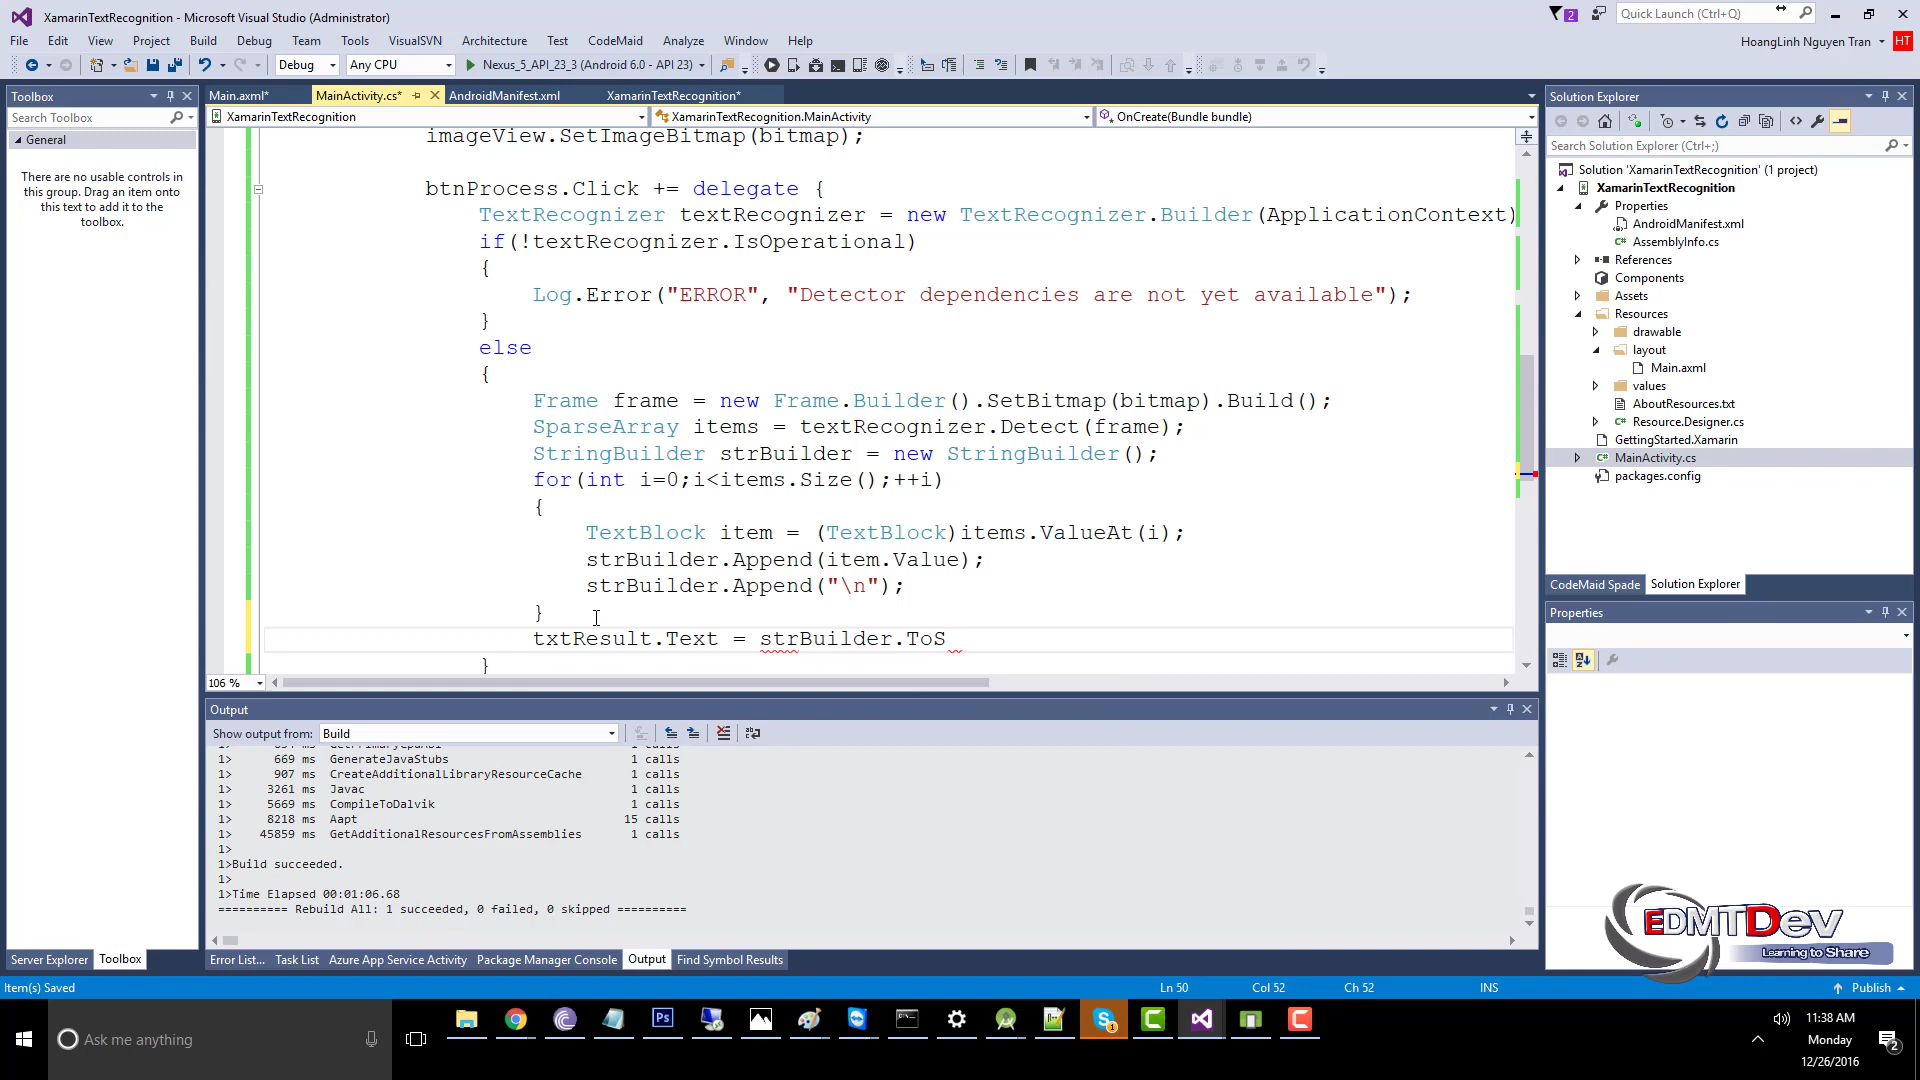 XamarinTextRecognition - Microsoft Visual Studio (Administrator)
2
Quick Launch (Ctrl+Q)
File Edit View Project Build Debug Team Tools VisualSVN Architecture Test CodeMaid Analyze Window Help
HoangLinh Nguyen Tran HT
Debug Any CPU Nexus_5_API_23_3 (Android 6.0 - API 23)
Toolbox
Search Toolbox
General
There are no usable controls in
this group. Drag an item onto
this text to add it to the
toolbox.
Main.axml* MainActivity.cs* AndroidManifest.xml XamarinTextRecognition*
XamarinTextRecognition XamarinTextRecognition.MainActivity OnCreate(Bundle bundle)
imageView.SetImageBitmap(bitmap);
btnProcess.Click += delegate {
TextRecognizer textRecognizer = new TextRecognizer.Builder(ApplicationContext)
if(!textRecognizer.IsOperational)
{
Log.Error("ERROR", "Detector dependencies are not yet available");
}
else
{
Frame frame = new Frame.Builder().SetBitmap(bitmap).Build();
SparseArray items = textRecognizer.Detect(frame);
StringBuilder strBuilder = new StringBuilder();
for(int i=0;i<items.Size();++i)
{
TextBlock item = (TextBlock)items.ValueAt(i);
strBuilder.Append(item.Value);
strBuilder.Append("\n");
}
txtResult.Text = strBuilder.ToS
}
106 %
Output
Show output from: Build
1> 669 ms GenerateJavaStubs 1 calls
1> 907 ms CreateAdditionalLibraryResourceCache 1 calls
1> 3261 ms Javac 1 calls
1> 5669 ms CompileToDalvik 1 calls
1> 8218 ms Aapt 15 calls
1> 45859 ms GetAdditionalResourcesFromAssemblies 1 calls
1>
1>Build succeeded.
1>
1>Time Elapsed 00:01:06.68
========== Rebuild All: 1 succeeded, 0 failed, 0 skipped ==========
Server Explorer Toolbox
Error List... Task List Azure App Service Activity Package Manager Console Output Find Symbol Results
Solution Explorer
Search Solution Explorer (Ctrl+;)
Solution 'XamarinTextRecognition' (1 project)
XamarinTextRecognition
Properties
AndroidManifest.xml
AssemblyInfo.cs
References
Components
Assets
Resources
drawable
layout
Main.axml
values
AboutResources.txt
Resource.Designer.cs
GettingStarted.Xamarin
MainActivity.cs
packages.config
CodeMaid Spade Solution Explorer
Properties
EDMTDev
Learning to Share
Item(s) Saved Ln 50 Col 52 Ch 52 INS Publish
Ask me anything
11:38 AM
Monday
12/26/2016
2